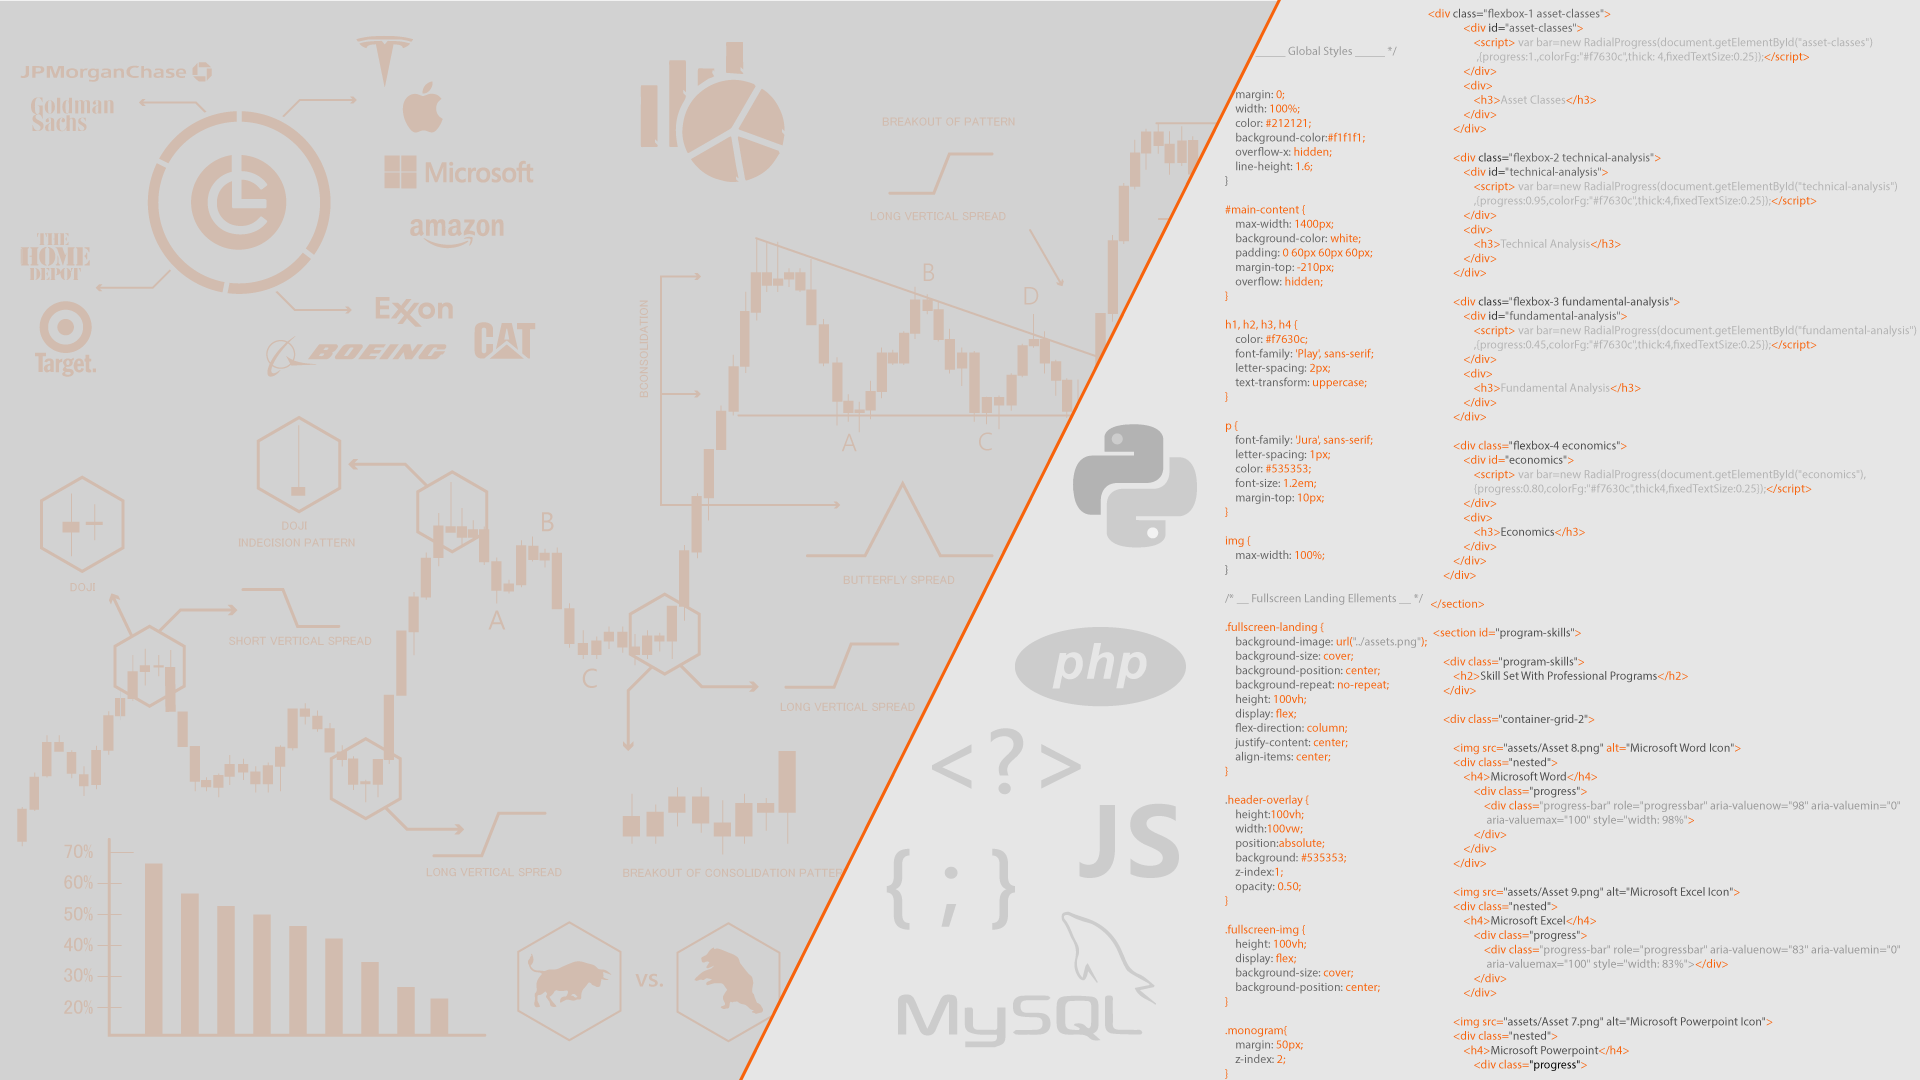 JPMorganChase
Goldman
Sachs
Microsoft
amazon
THE
HOME
DEPOT
Target.
Exxon
BOEING
CAT
BREAKOUT OF PATTERN
LONG VERTICAL SPREAD
BCONSOLIDATION
B
D
A
C
DOJI
INDECISION PATTERN
DOJI
B
A
C
SHORT VERTICAL SPREAD
BUTTERFLY SPREAD
LONG VERTICAL SPREAD
LONG VERTICAL SPREAD
BREAKOUT OF CONSOLIDATION PATTER
70%
60%
50%
40%
30%
20%
VS.
php
<?>
JS
{ ; }
MySQL
_____ Global Styles _____ */
margin: 0;
width: 100%;
color: #212121;
background-color:#f1f1f1;
overflow-x: hidden;
line-height: 1.6;
}
#main-content {
max-width: 1400px;
background-color: white;
padding: 0 60px 60px 60px;
margin-top: -210px;
overflow: hidden;
}
h1, h2, h3, h4 {
color: #f7630c;
font-family: 'Play', sans-serif;
letter-spacing: 2px;
text-transform: uppercase;
}
p {
font-family: 'Jura', sans-serif;
letter-spacing: 1px;
color: #535353;
font-size: 1.2em;
margin-top: 10px;
}
img {
max-width: 100%;
}
/* __ Fullscreen Landing Ellements __ */
.fullscreen-landing {
background-image: url("../assets.png");
background-size: cover;
background-position: center;
background-repeat: no-repeat;
height: 100vh;
display: flex;
flex-direction: column;
justify-content: center;
align-items: center;
}
.header-overlay {
height:100vh;
width:100vw;
position:absolute;
background: #535353;
z-index:1;
opacity: 0.50;
}
.fullscreen-img {
height: 100vh;
display: flex;
background-size: cover;
background-position: center;
}
.monogram{
margin: 50px;
z-index: 2;
}
<div class="flexbox-1 asset-classes">
<div id="asset-classes">
<script> var bar=new RadialProgress(document.getElementById("asset-classes")
,{progress:1.,colorFg:"#f7630c",thick: 4,fixedTextSize:0.25});</script>
</div>
<div>
<h3>Asset Classes</h3>
</div>
</div>
<div class="flexbox-2 technical-analysis">
<div id="technical-analysis">
<script> var bar=new RadialProgress(document.getElementById("technical-analysis")
,{progress:0.95,colorFg:"#f7630c",thick:4,fixedTextSize:0.25});</script>
</div>
<div>
<h3>Technical Analysis</h3>
</div>
</div>
<div class="flexbox-3 fundamental-analysis">
<div id="fundamental-analysis">
<script> var bar=new RadialProgress(document.getElementById("fundamental-analysis")
,{progress:0.45,colorFg:"#f7630c",thick:4,fixedTextSize:0.25});</script>
</div>
<div>
<h3>Fundamental Analysis</h3>
</div>
</div>
<div class="flexbox-4 economics">
<div id="economics">
<script> var bar=new RadialProgress(document.getElementById("economics"),
{progress:0.80,colorFg:"#f7630c",thick4,fixedTextSize:0.25});</script>
</div>
<div>
<h3>Economics</h3>
</div>
</div>
</div>
</section>
<section id="program-skills">
<div class="program-skills">
<h2>Skill Set With Professional Programs</h2>
</div>
<div class="container-grid-2">
<img src="assets/Asset 8.png" alt="Microsoft Word Icon">
<div class="nested">
<h4>Microsoft Word</h4>
<div class="progress">
<div class="progress-bar" role="progressbar" aria-valuenow="98" aria-valuemin="0"
aria-valuemax="100" style="width: 98%">
</div>
</div>
</div>
<img src="assets/Asset 9.png" alt="Microsoft Excel Icon">
<div class="nested">
<h4>Microsoft Excel</h4>
<div class="progress">
<div class="progress-bar" role="progressbar" aria-valuenow="83" aria-valuemin="0"
aria-valuemax="100" style="width: 83%"></div>
</div>
</div>
<img src="assets/Asset 7.png" alt="Microsoft Powerpoint Icon">
<div class="nested">
<h4>Microsoft Powerpoint</h4>
<div class="progress">